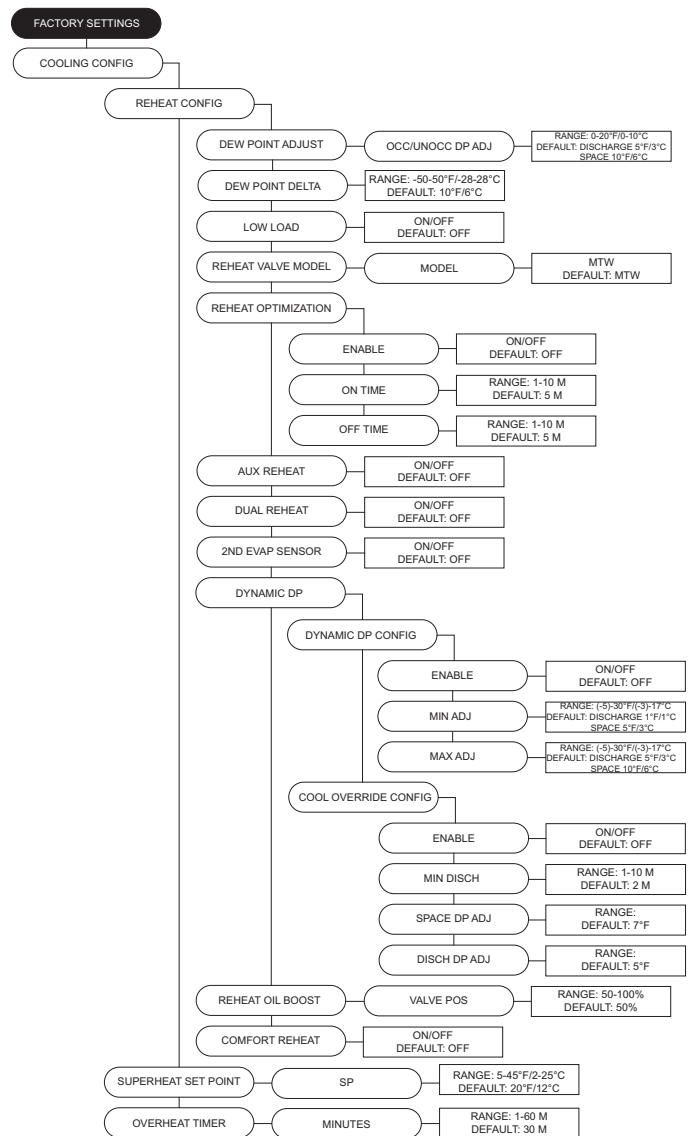 FACTORY SETTINGS
COOLING CONFIG
REHEAT CONFIG
DEW POINT ADJUST
OCC/UNOCC DP ADJ
RANGE: 0-20°F/0-10°C
DEFAULT: DISCHARGE 5°F/3°C
SPACE 10°F/6°C
DEW POINT DELTA
RANGE: -50-50°F/-28-28°C
DEFAULT: 10°F/6°C
LOW LOAD
ON/OFF
DEFAULT: OFF
REHEAT VALVE MODEL
MODEL
MTW
DEFAULT: MTW
REHEAT OPTIMIZATION
ENABLE
ON/OFF
DEFAULT: OFF
ON TIME
RANGE: 1-10 M
DEFAULT: 5 M
OFF TIME
RANGE: 1-10 M
DEFAULT: 5 M
AUX REHEAT
ON/OFF
DEFAULT: OFF
DUAL REHEAT
ON/OFF
DEFAULT: OFF
2ND EVAP SENSOR
ON/OFF
DEFAULT: OFF
DYNAMIC DP
DYNAMIC DP CONFIG
ENABLE
ON/OFF
DEFAULT: OFF
MIN ADJ
RANGE: (-5)-30°F/(-3)-17°C
DEFAULT: DISCHARGE 1°F/1°C
SPACE 5°F/3°C
MAX ADJ
RANGE: (-5)-30°F/(-3)-17°C
DEFAULT: DISCHARGE 5°F/3°C
SPACE 10°F/6°C
COOL OVERRIDE CONFIG
ENABLE
ON/OFF
DEFAULT: OFF
MIN DISCH
RANGE: 1-10 M
DEFAULT: 2 M
SPACE DP ADJ
RANGE:
DEFAULT: 7°F
DISCH DP ADJ
RANGE:
DEFAULT: 5°F
REHEAT OIL BOOST
VALVE POS
RANGE: 50-100%
DEFAULT: 50%
COMFORT REHEAT
ON/OFF
DEFAULT: OFF
SUPERHEAT SET POINT
SP
RANGE: 5-45°F/2-25°C
DEFAULT: 20°F/12°C
OVERHEAT TIMER
MINUTES
RANGE: 1-60 M
DEFAULT: 30 M